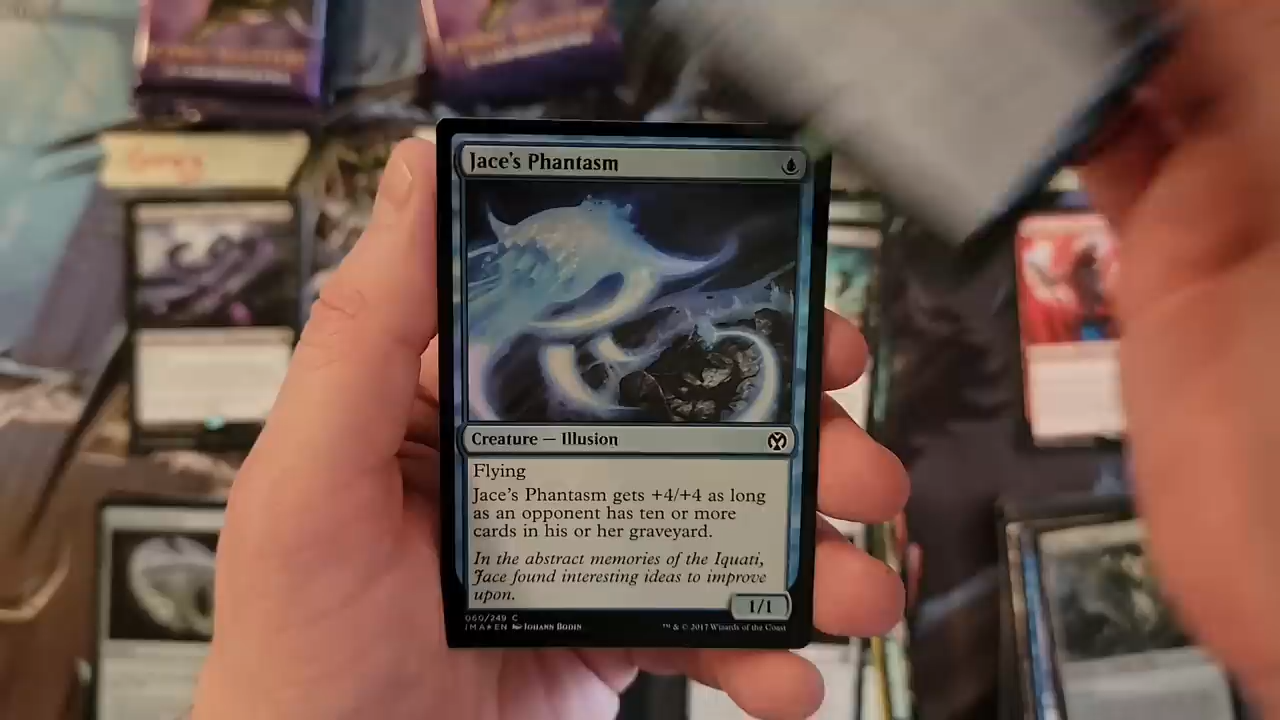 Jace's Phantasm
Creature — Illusion
Flying
Jace's Phantasm gets +4/+4 as long
as an opponent has ten or more
cards in his or her graveyard.
In the abstract memories of the Iquati,
Jace found interesting ideas to improve
upon.
1/1
060/249 C
IMA★EN Johann Bodin
™ & © 2017 Wizards of the Coast